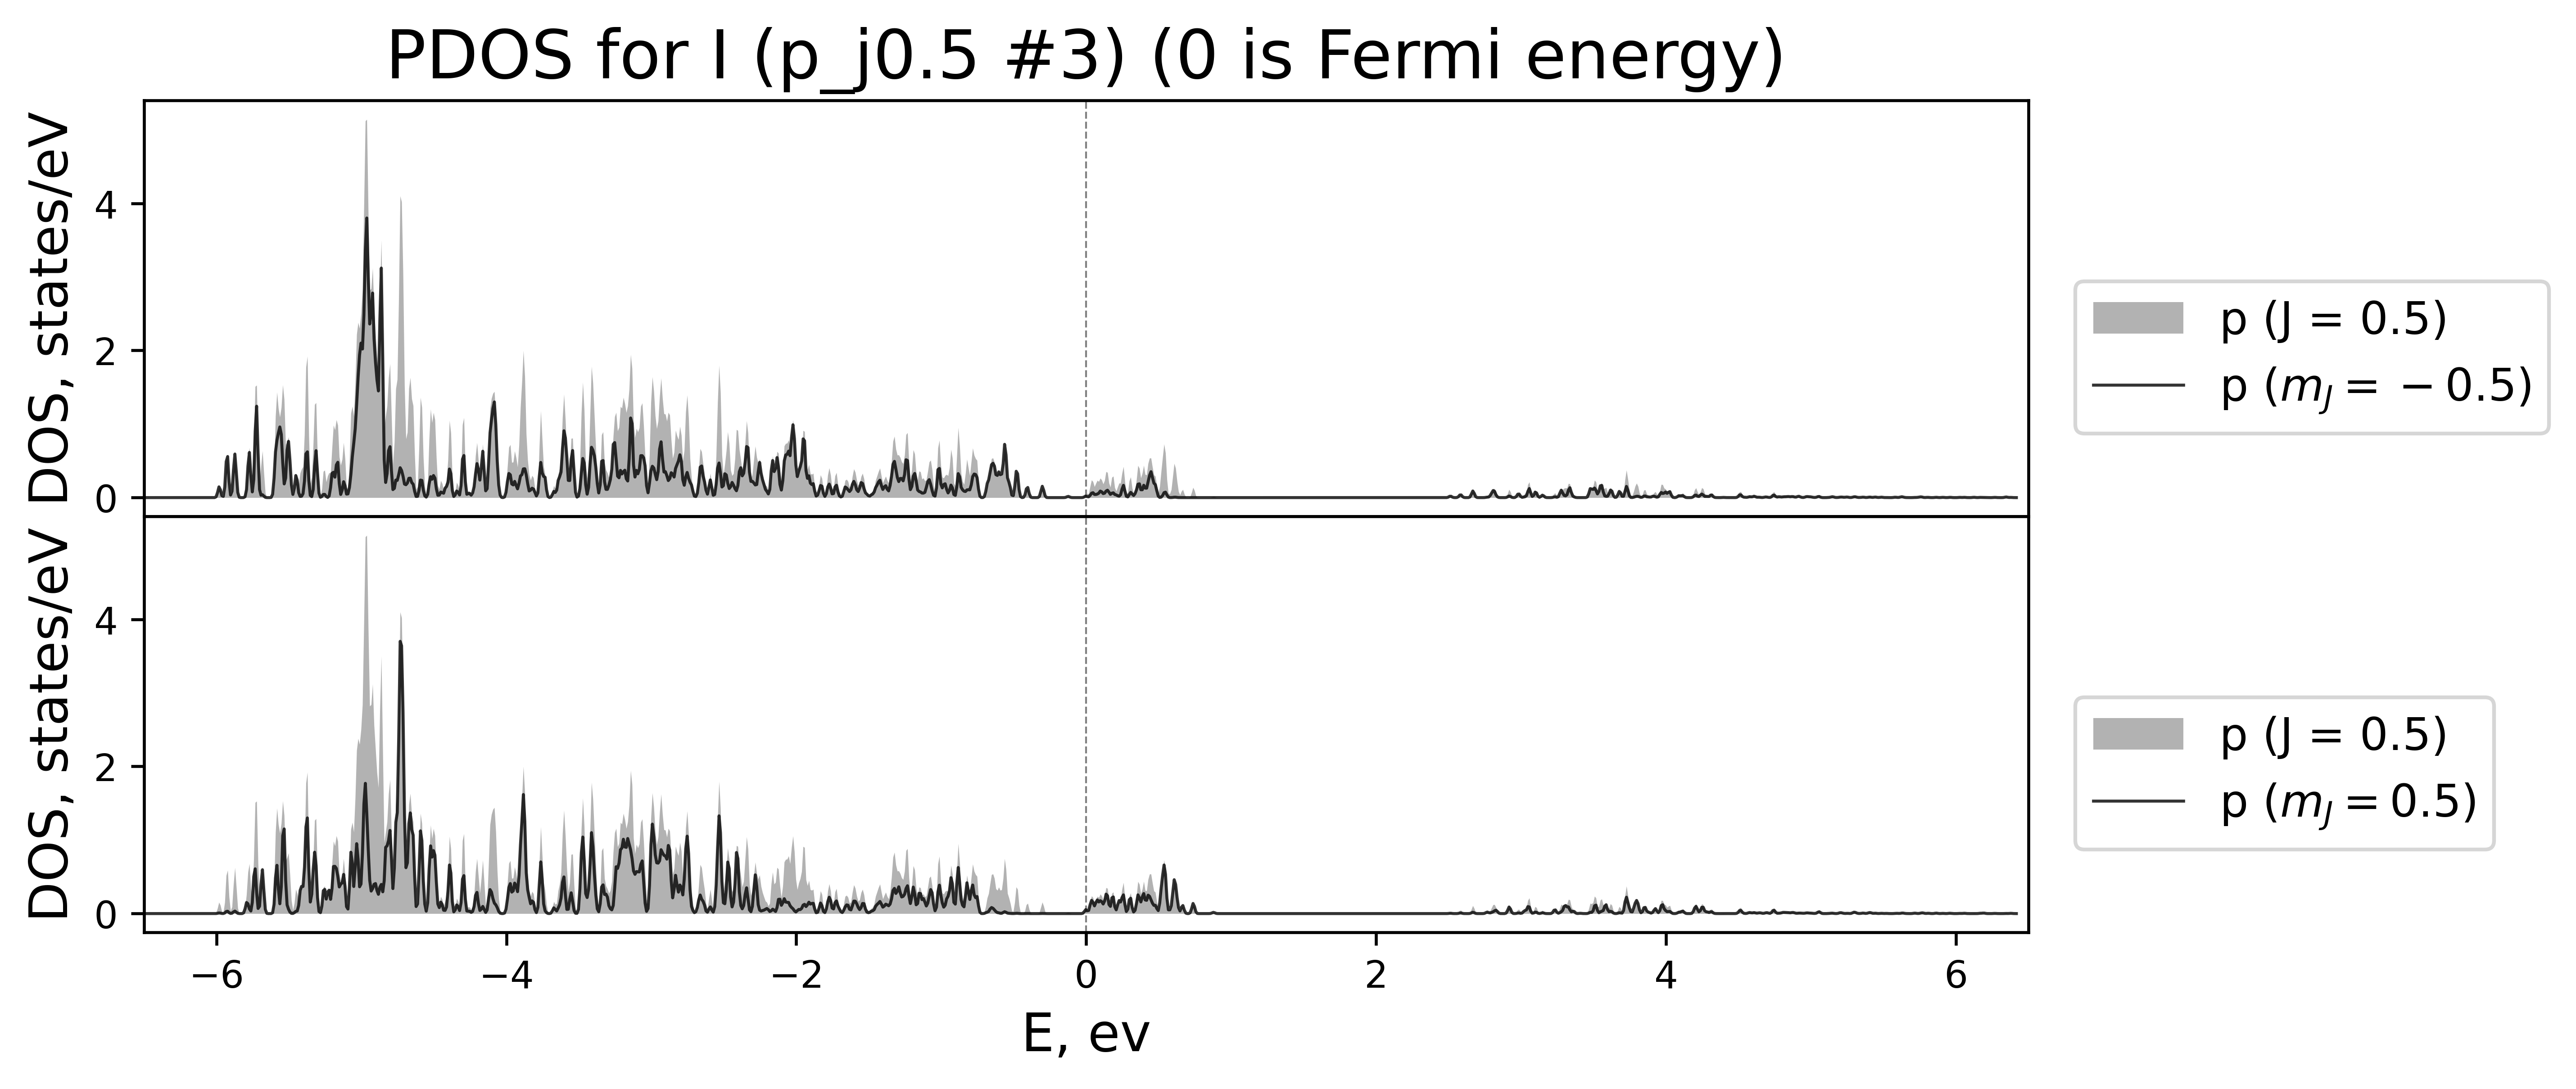 PDOS for I (p_j0.5 #3) (0 is Fermi energy)
DOS, states/eV
4
2
0
p (J = 0.5)
p (m_J = −0.5)
DOS, states/eV
4
2
0
p (J = 0.5)
p (m_J = 0.5)
−6 −4 −2 0 2 4 6
E, ev